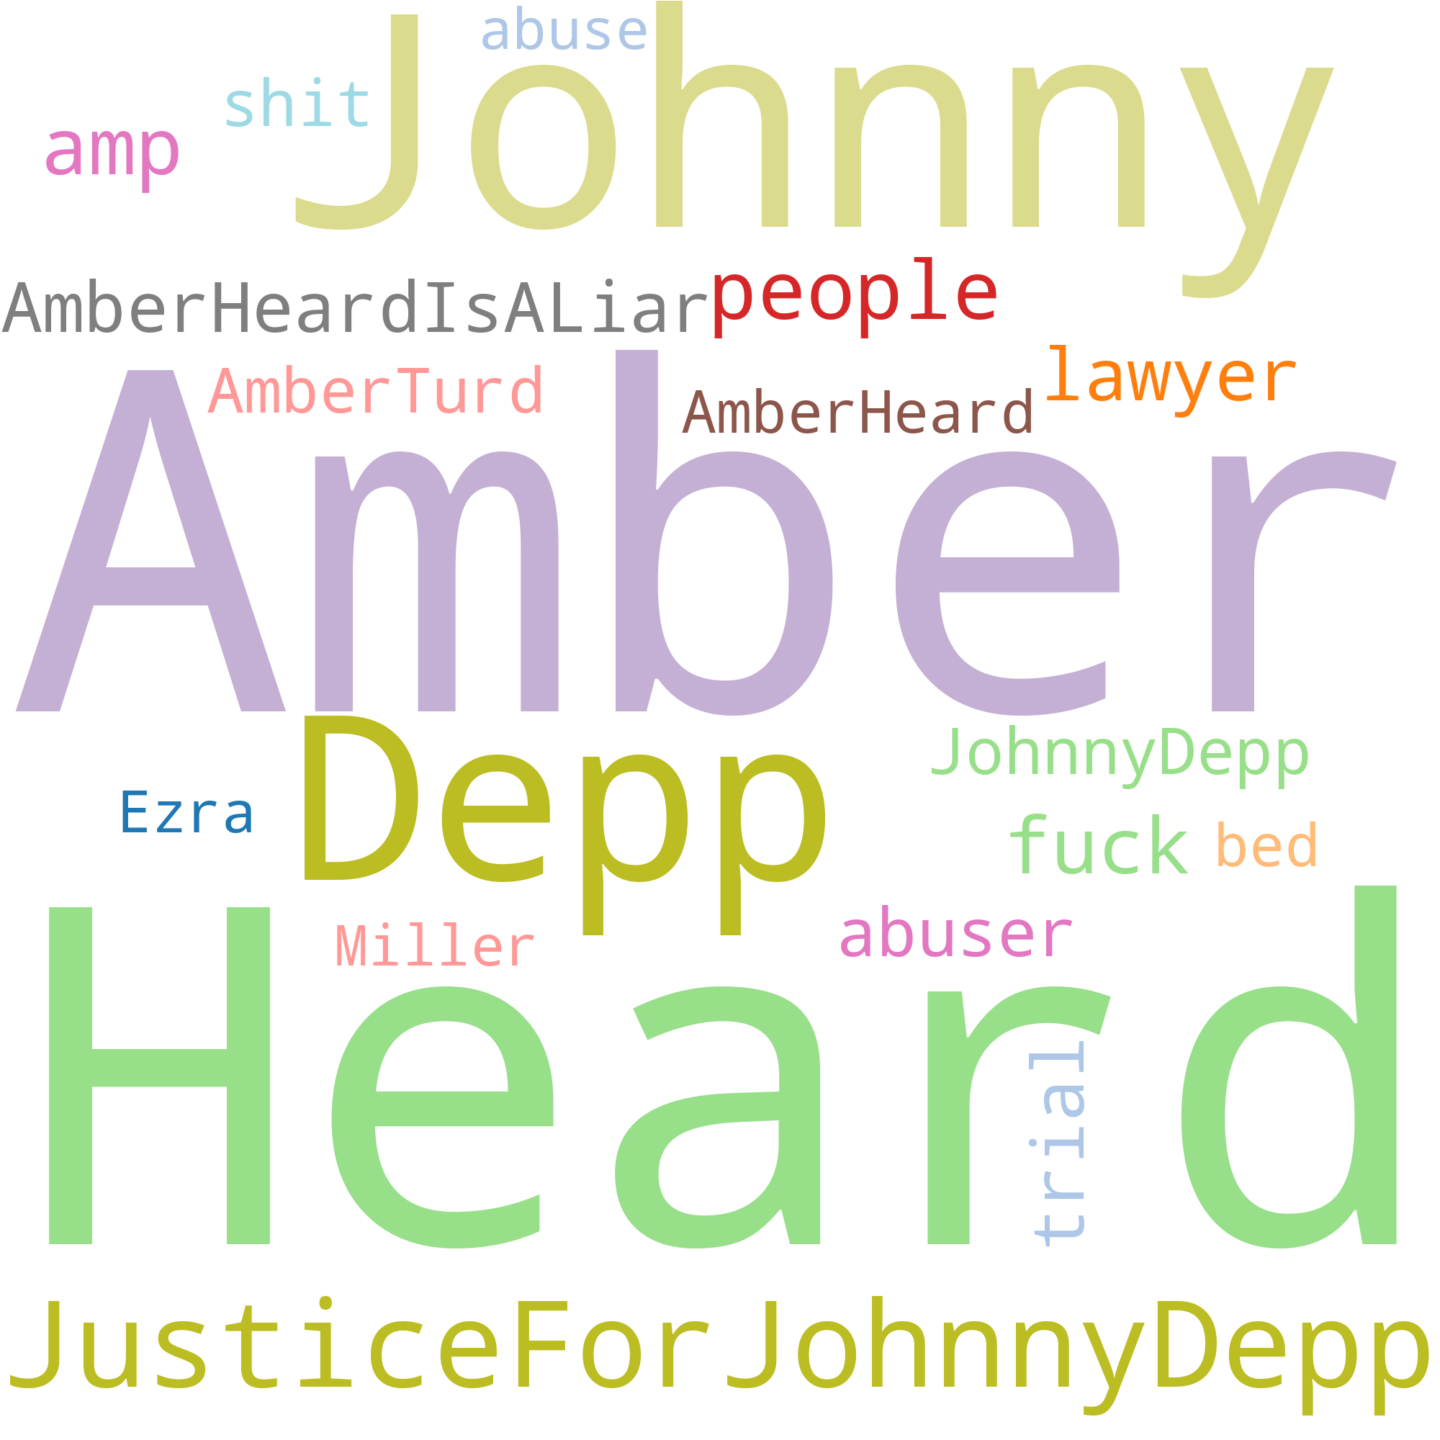 abuse
Johnny
shit
amp
people
AmberHeardIsALiar
lawyer
AmberTurd
AmberHeard
Amber
Depp
JohnnyDepp
Ezra
fuck
bed
abuser
Miller
Heard
trial
JusticeForJohnnyDepp